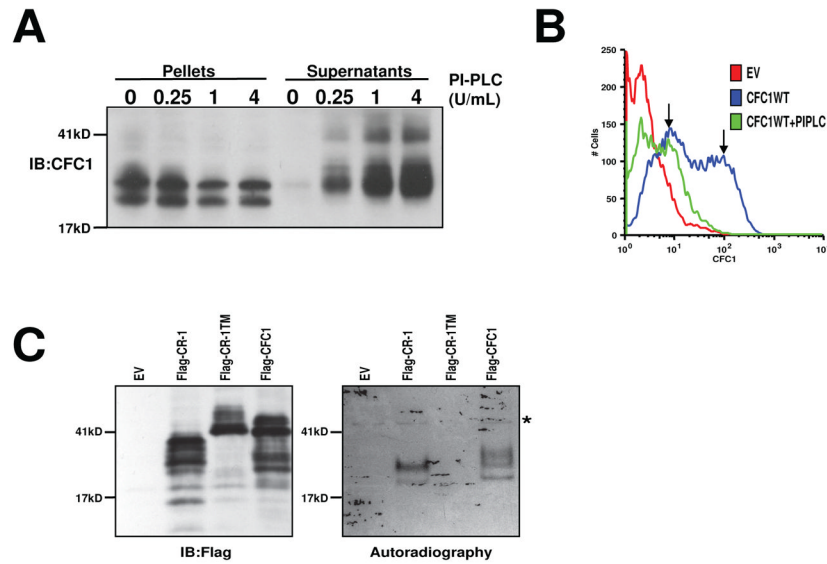 A
Pellets Supernatants PI-PLC
0 0.25 1 4 0 0.25 1 4 (U/mL)
41kD
IB:CFC1
17kD
B
250
200
150
100
50
0
# Cells
10⁰ 10¹ 10² 10³ 10
CFC1
EV
CFC1WT
CFC1WT+PIPLC
C
EV Flag-CR-1 Flag-CR-1TM Flag-CFC1
41kD
17kD
IB:Flag
EV Flag-CR-1 Flag-CR-1TM Flag-CFC1
*
41kD
17kD
Autoradiography